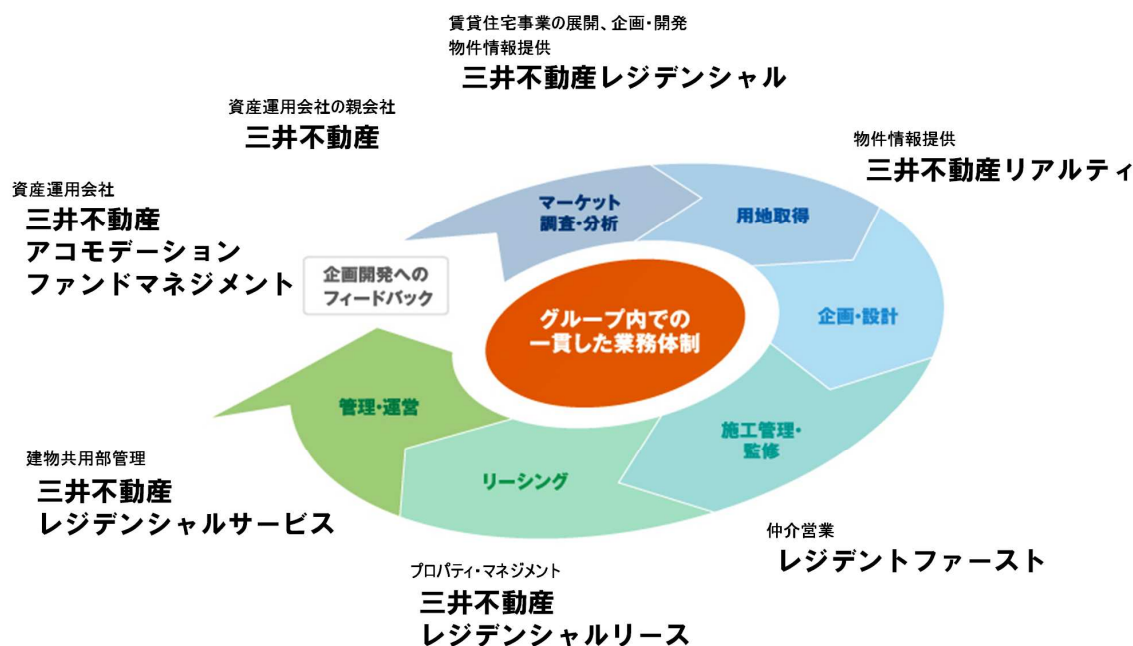 賃貸住宅事業の展開、企画・開発
物件情報提供
三井不動産レジデンシャル
資産運用会社の親会社
三井不動産
物件情報提供
三井不動産リアルティ
資産運用会社
三井不動産
アコモデーション
ファンドマネジメント
マーケット
調査・分析
用地取得
企画開発への
フィードバック
グループ内での
一貫した業務体制
企画・設計
管理・運営
施工管理・
監修
リーシング
建物共用部管理
三井不動産
レジデンシャルサービス
仲介営業
レジデントファースト
プロパティ・マネジメント
三井不動産
レジデンシャルリース